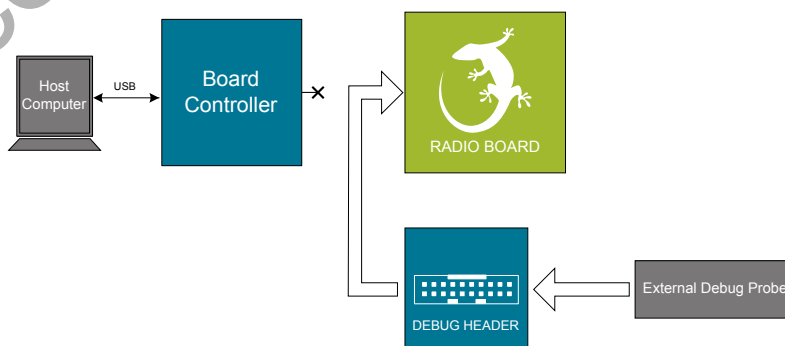 Host
Computer
USB
Board
Controller
RADIO BOARD
DEBUG HEADER
External Debug Probe